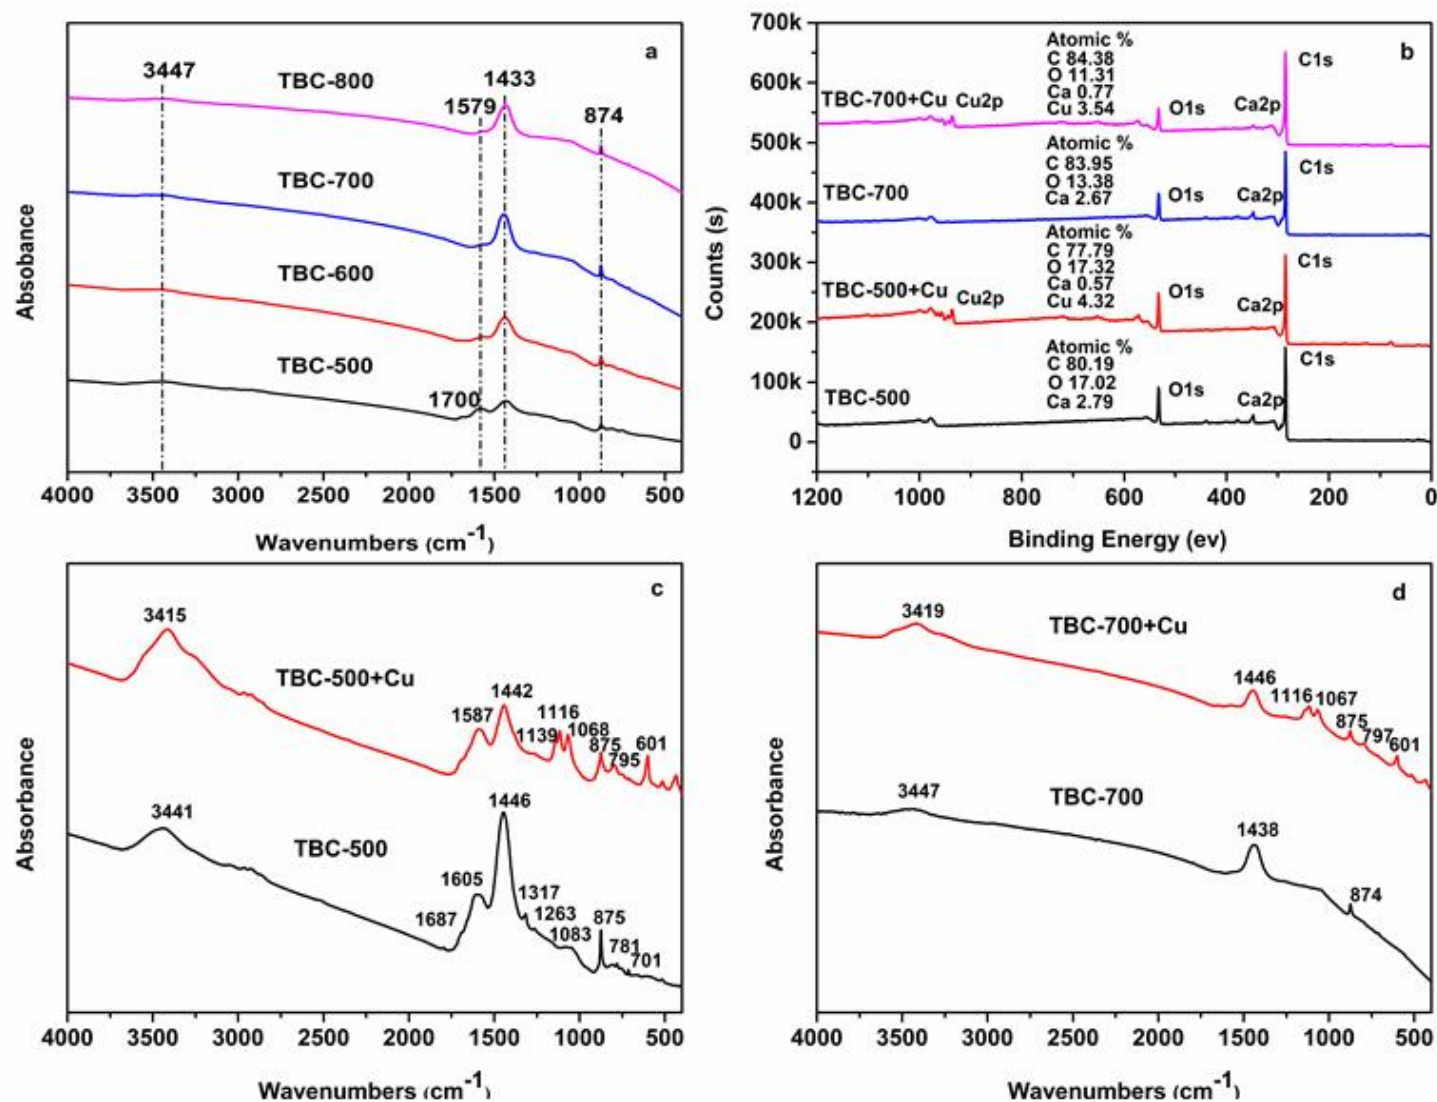 a
3447
TBC-800
1433
1579
874
TBC-700
TBC-600
TBC-500
1700
Absobance
4000 3500 3000 2500 2000 1500 1000 500
Wavenumbers (cm-1)
700k
600k
500k
400k
300k
200k
100k
0
Counts (s)
b
Atomic %
C 84.38
O 11.31
Ca 0.77
Cu 3.54
TBC-700+Cu Cu2p
O1s
Ca2p
C1s
Atomic %
C 83.95
O 13.38
Ca 2.67
TBC-700
O1s
Ca2p
C1s
Atomic %
C 77.79
O 17.32
Ca 0.57
Cu 4.32
TBC-500+Cu Cu2p
O1s
Ca2p
C1s
Atomic %
C 80.19
O 17.02
Ca 2.79
TBC-500
O1s
Ca2p
C1s
1200 1000 800 600 400 200 0
Binding Energy (ev)
c
3415
TBC-500+Cu
1442
1587
1116
1139
1068
875
795
601
3441
TBC-500
1446
1605
1687
1317
1263
1083
875
781
701
Absorbance
4000 3500 3000 2500 2000 1500 1000 500
Wavenumbers (cm-1)
d
3419
TBC-700+Cu
1446
1116
1067
875
797
601
3447
TBC-700
1438
874
Absorbance
4000 3500 3000 2500 2000 1500 1000 500
Wavenumbers (cm-1)